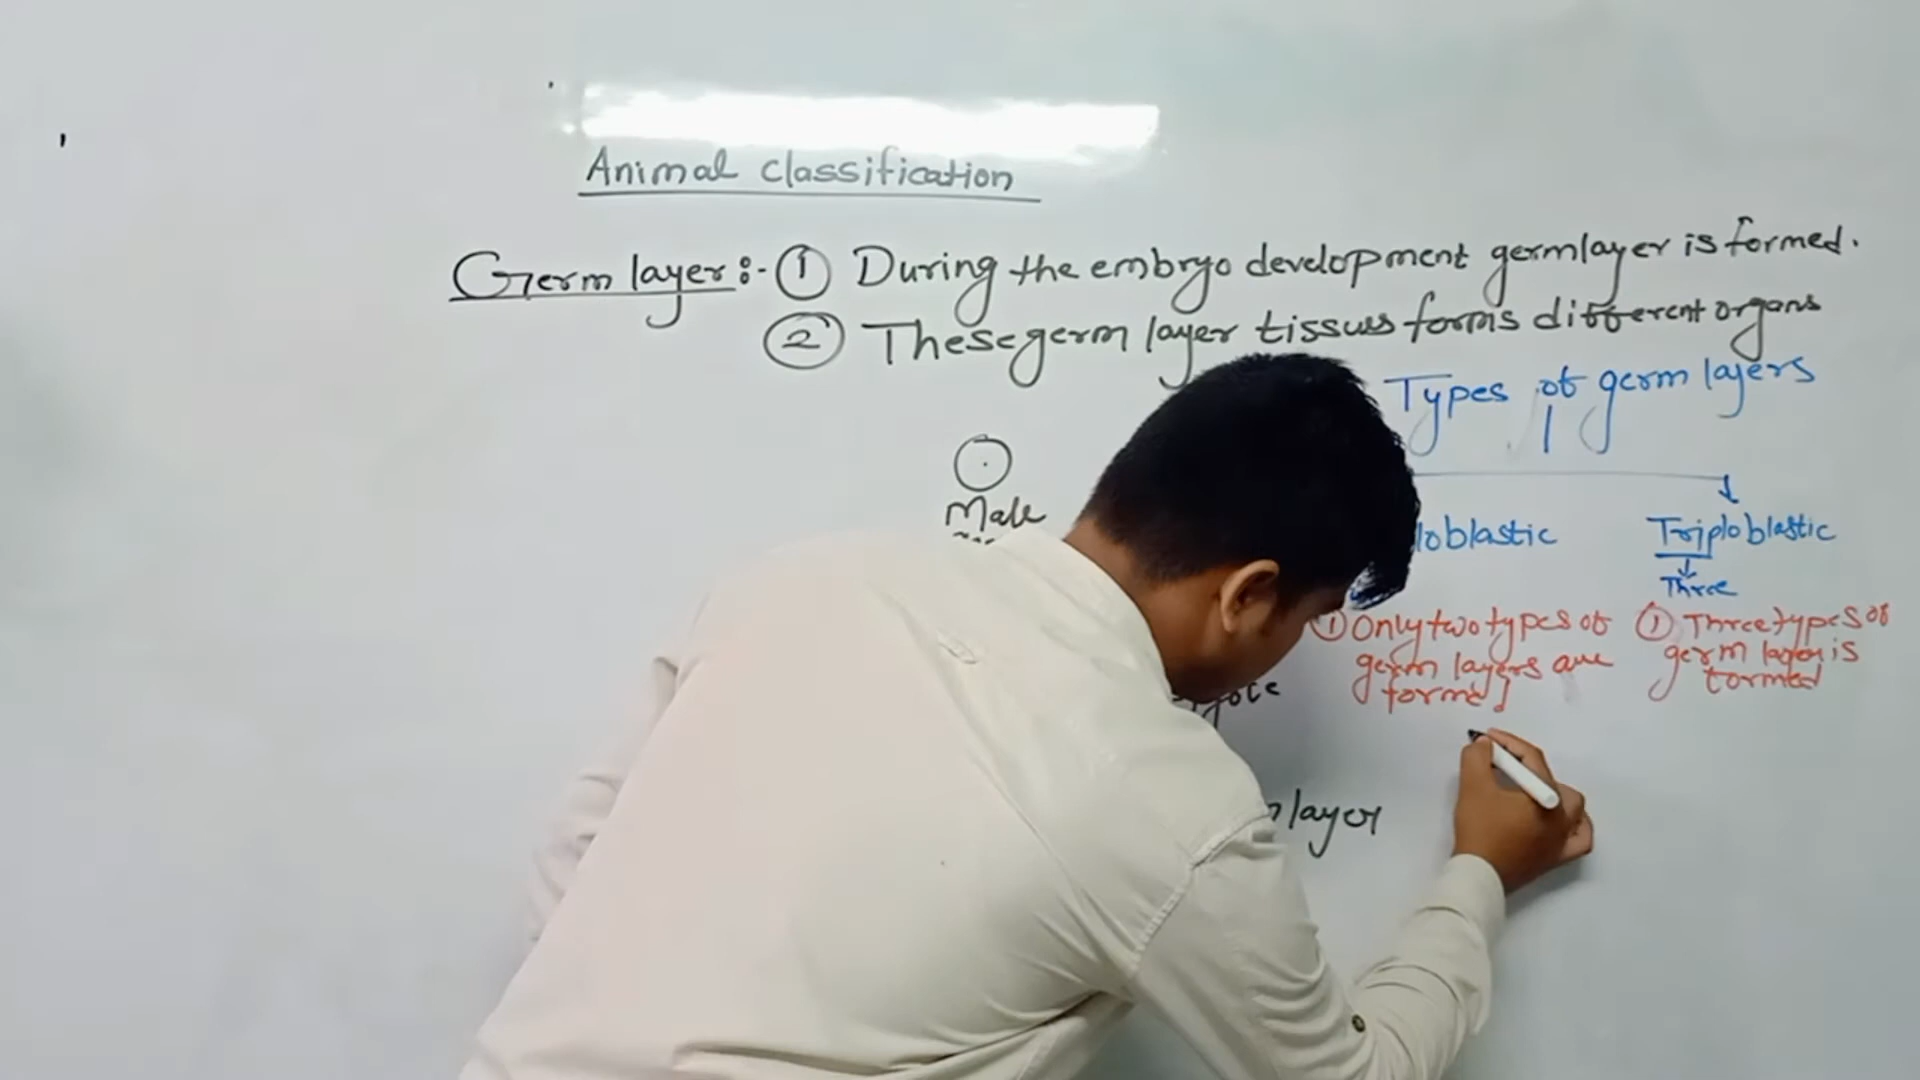 Animal classification
Germ layer :- ① During the embryo development germlayer is formed.
② These germ layer tissues forms different organs
Types of germ layers
Male
loblastic
Triploblastic
Three
① Only two types of
germ layers are
formed
① Three types of
germ layer is
formed
layer